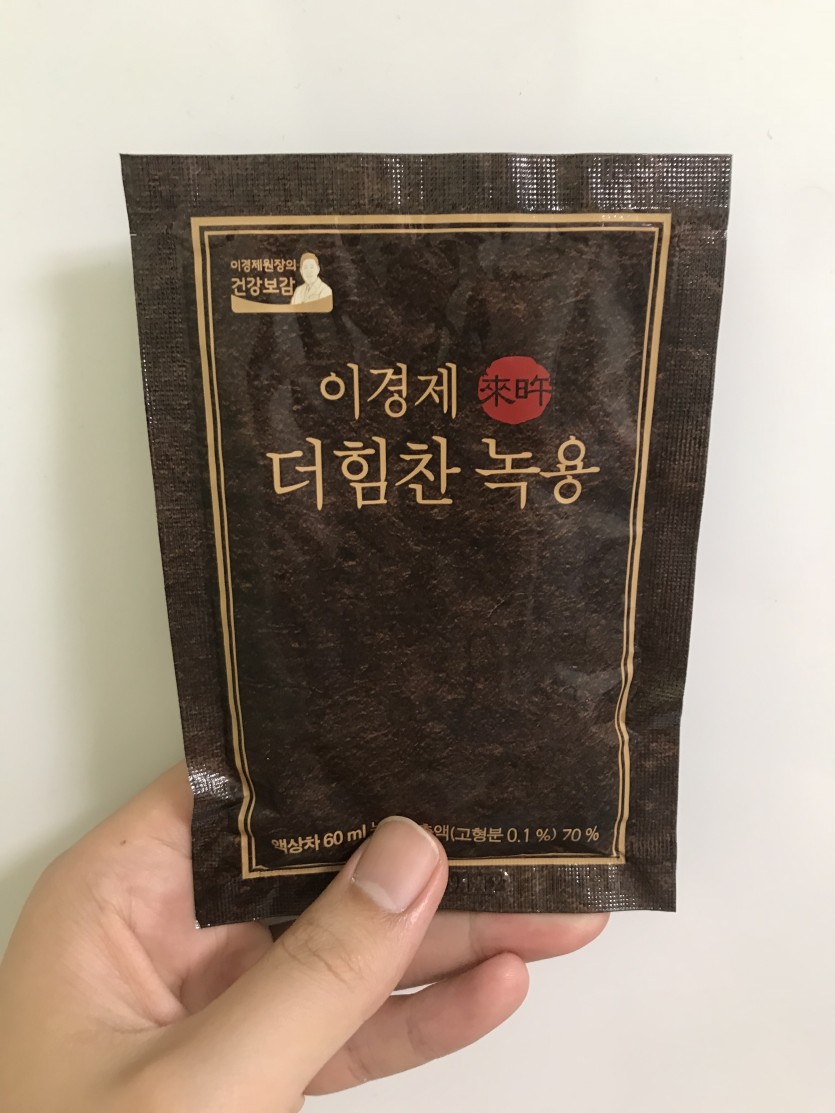 이경제원장의
건강보감
이경제 來昨
더힘찬 녹용
액상차 60 ml (고형분 0.1 %) 70 %